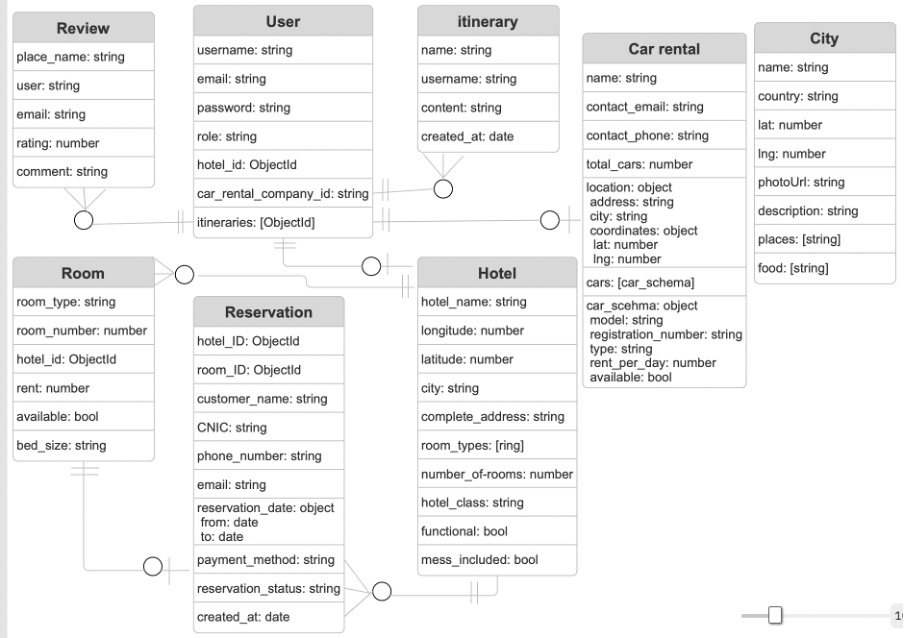 Review
place_name: string
user: string
email: string
rating: number
comment: string
User
username: string
email: string
password: string
role: string
hotel_id: ObjectId
car_rental_company_id: string
itineraries: [ObjectId]
itinerary
name: string
username: string
content: string
created_at: date
Car rental
name: string
contact_email: string
contact_phone: string
total_cars: number
location: object
address: string
city: string
coordinates: object
lat: number
lng: number
cars: [car_schema]
car_scehma: object
model: string
registration_number: string
type: string
rent_per_day: number
available: bool
City
name: string
country: string
lat: number
lng: number
photoUrl: string
description: string
places: [string]
food: [string]
Room
room_type: string
room_number: number
hotel_id: ObjectId
rent: number
available: bool
bed_size: string
Reservation
hotel_ID: ObjectId
room_ID: ObjectId
customer_name: string
CNIC: string
phone_number: string
email: string
reservation_date: object
from: date
to: date
payment_method: string
reservation_status: string
created_at: date
Hotel
hotel_name: string
longitude: number
latitude: number
city: string
complete_address: string
room_types: [ring]
number_of-rooms: number
hotel_class: string
functional: bool
mess_included: bool